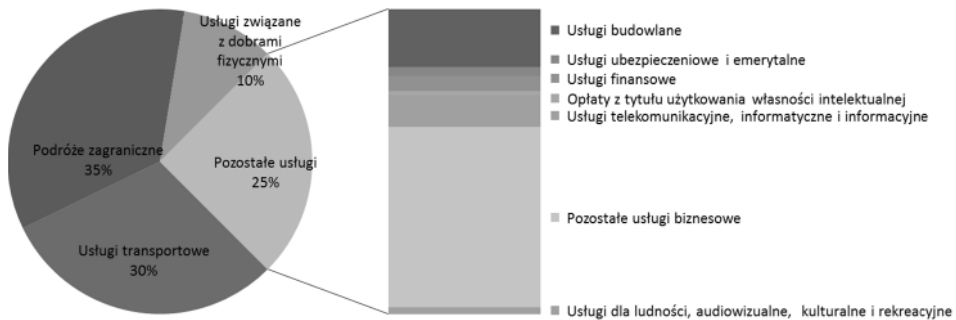 Usługi związane
z dobrami
fizycznymi
10%
Podróże zagraniczne
35%
Pozostałe usługi
25%
Usługi transportowe
30%
Usługi budowlane
Usługi ubezpieczeniowe i emerytalne
Usługi finansowe
Opłaty z tytułu użytkowania własności intelektualnej
Usługi telekomunikacyjne, informatyczne i informacyjne
Pozostałe usługi biznesowe
Usługi dla ludności, audiowizualne, kulturalne i rekreacyjne